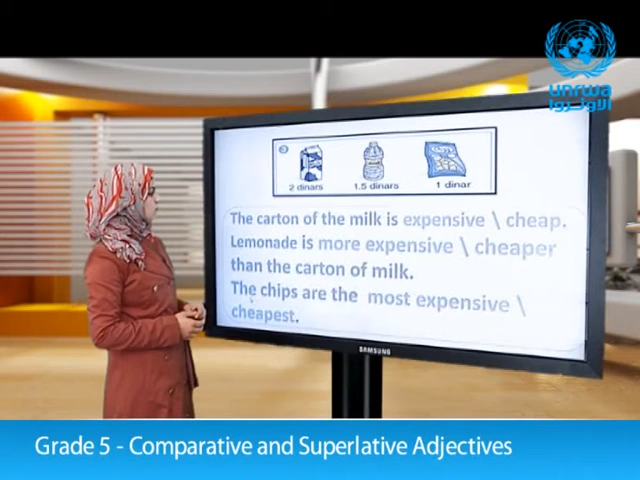 unrwa
الأونروا
2 dinars 1.5 dinars 1 dinar
The carton of the milk is expensive \ cheap.
Lemonade is more expensive \ cheaper
than the carton of milk.
The chips are the most expensive \
cheapest.
SAMSUNG
Grade 5 - Comparative and Superlative Adjectives